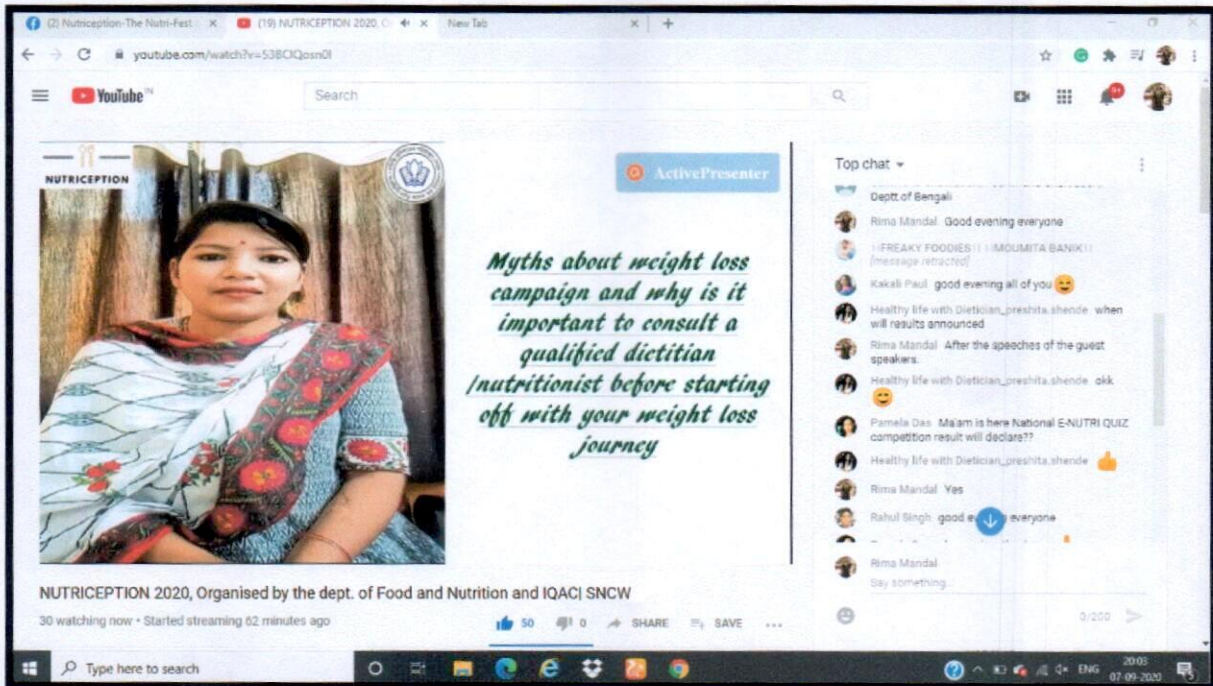 (2) Nutriception-The Nutri-Fest
(19) NUTRICEPTION 2020, O
New Tab
youtube.com/watch?v=53BCIQosn0I
YouTube IN
Search
9+
NUTRICEPTION
ActivePresenter
Myths about weight loss
campaign and why is it
important to consult a
qualified dietitian
/nutritionist before starting
off with your weight loss
journey
Top chat
Deptt of Bengali
Rima Mandal Good evening everyone
!!FREAKY FOODIES!! !!MOUMITA BANIK!!
[message retracted]
Kakali Paul good evening all of you
Healthy life with Dietician_preshita.shende when
will results announced
Rima Mandal After the speeches of the guest
speakers.
Healthy life with Dietician_preshita.shende okk
Pamela Das Ma'am is here National E-NUTRI QUIZ
competition result will declare??
Healthy life with Dietician_preshita.shende
Rima Mandal Yes
Rahul Singh good everyone
Rima Mandal
Say something...
0/200
NUTRICEPTION 2020, Organised by the dept. of Food and Nutrition and IQAC| SNCW
30 watching now • Started streaming 62 minutes ago
50
0
SHARE
SAVE
Type here to search
ENG
20:03
07-09-2020
5